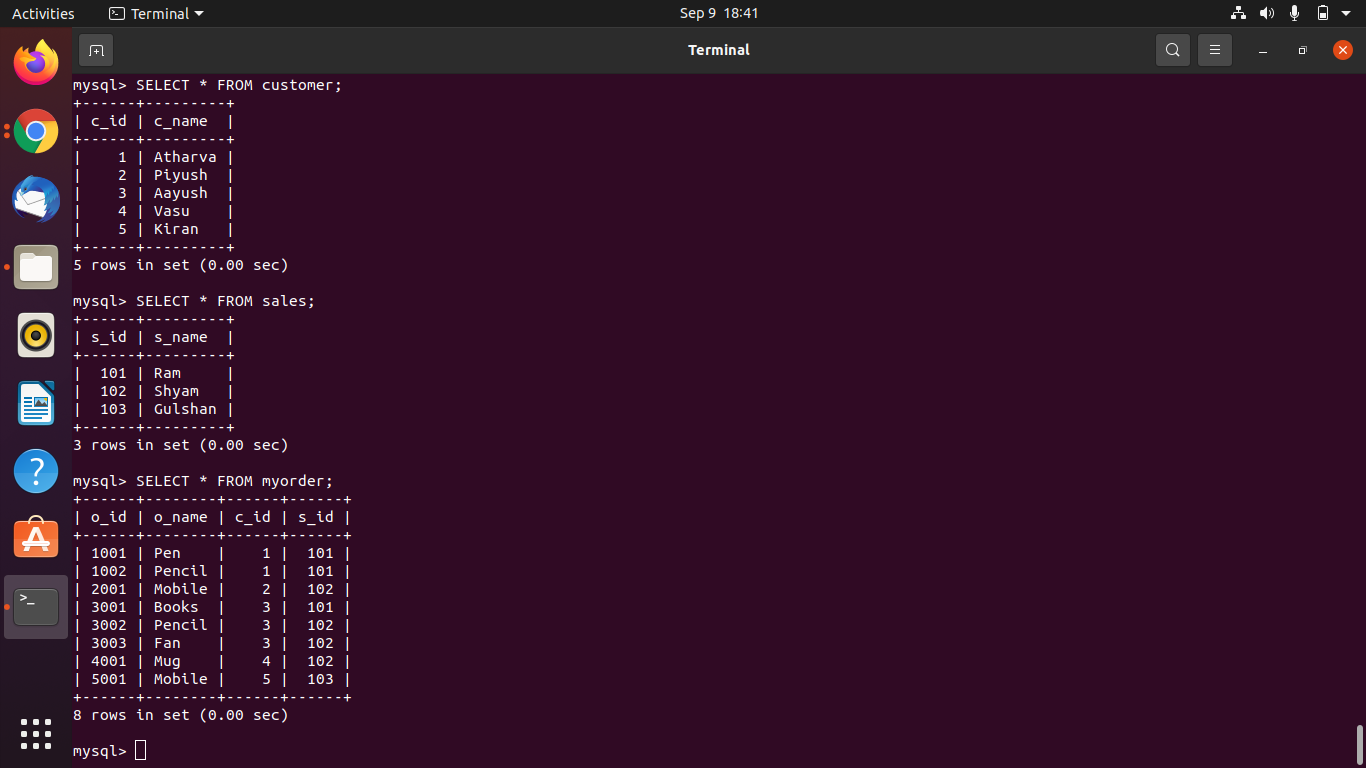 Activities Terminal Sep 9 18:41
Terminal
mysql> SELECT * FROM customer;
+------+---------+
| c_id | c_name  |
+------+---------+
|    1 | Atharva |
|    2 | Piyush  |
|    3 | Aayush  |
|    4 | Vasu    |
|    5 | Kiran   |
+------+---------+
5 rows in set (0.00 sec)

mysql> SELECT * FROM sales;
+------+---------+
| s_id | s_name  |
+------+---------+
|  101 | Ram     |
|  102 | Shyam   |
|  103 | Gulshan |
+------+---------+
3 rows in set (0.00 sec)

mysql> SELECT * FROM myorder;
+------+--------+------+------+
| o_id | o_name | c_id | s_id |
+------+--------+------+------+
| 1001 | Pen    |    1 |  101 |
| 1002 | Pencil |    1 |  101 |
| 2001 | Mobile |    2 |  102 |
| 3001 | Books  |    3 |  101 |
| 3002 | Pencil |    3 |  102 |
| 3003 | Fan    |    3 |  102 |
| 4001 | Mug    |    4 |  102 |
| 5001 | Mobile |    5 |  103 |
+------+--------+------+------+
8 rows in set (0.00 sec)

mysql>